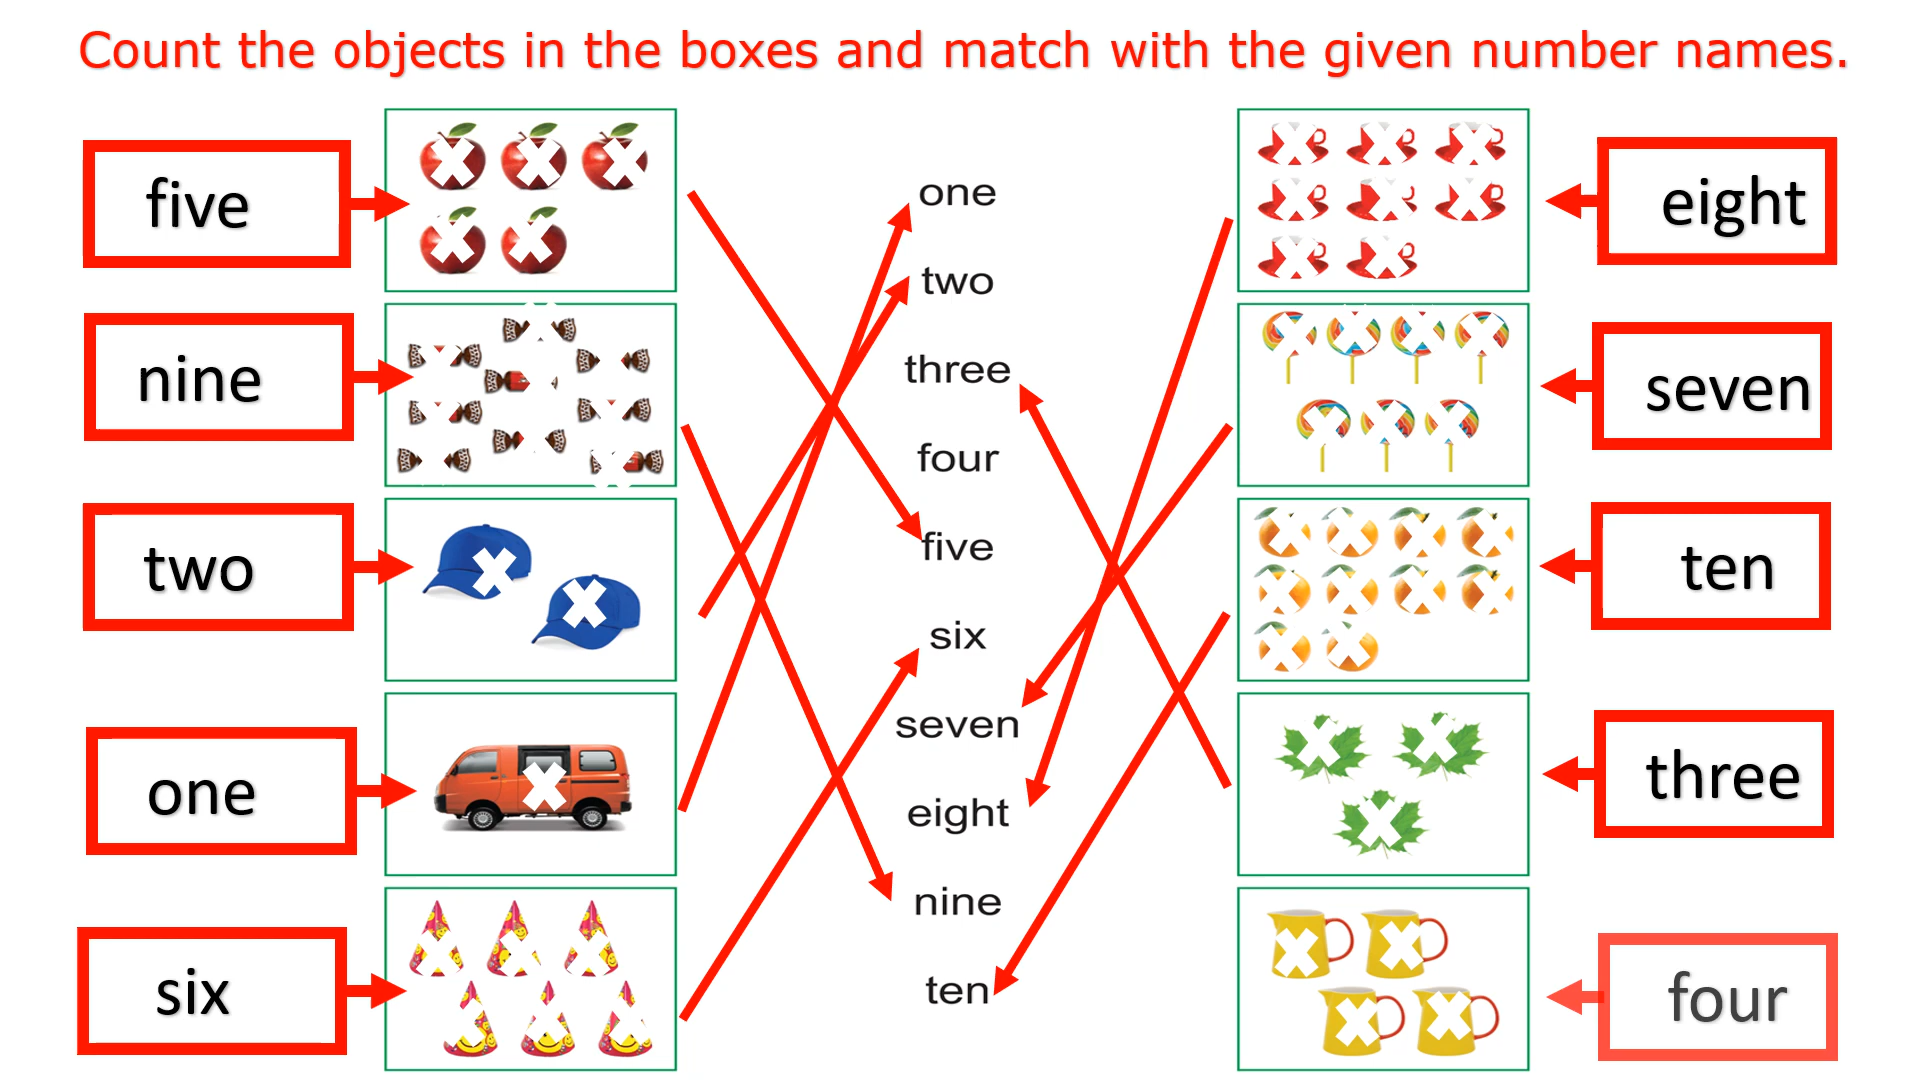 Count the objects in the boxes and match with the given number names.
five
nine
two
one
six
one
two
three
four
five
six
seven
eight
nine
ten
eight
seven
ten
three
four